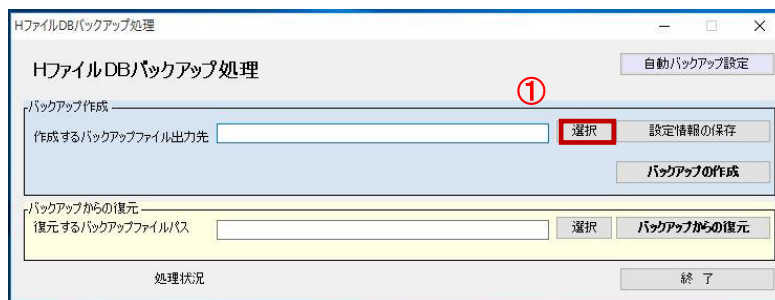 HファイルDBバックアップ処理
HファイルDBバックアップ処理
自動バックアップ設定
①
バックアップ作成
作成するバックアップファイル出力先
選択
設定情報の保存
バックアップの作成
バックアップからの復元
復元するバックアップファイルパス
選択
バックアップからの復元
処理状況
終 了